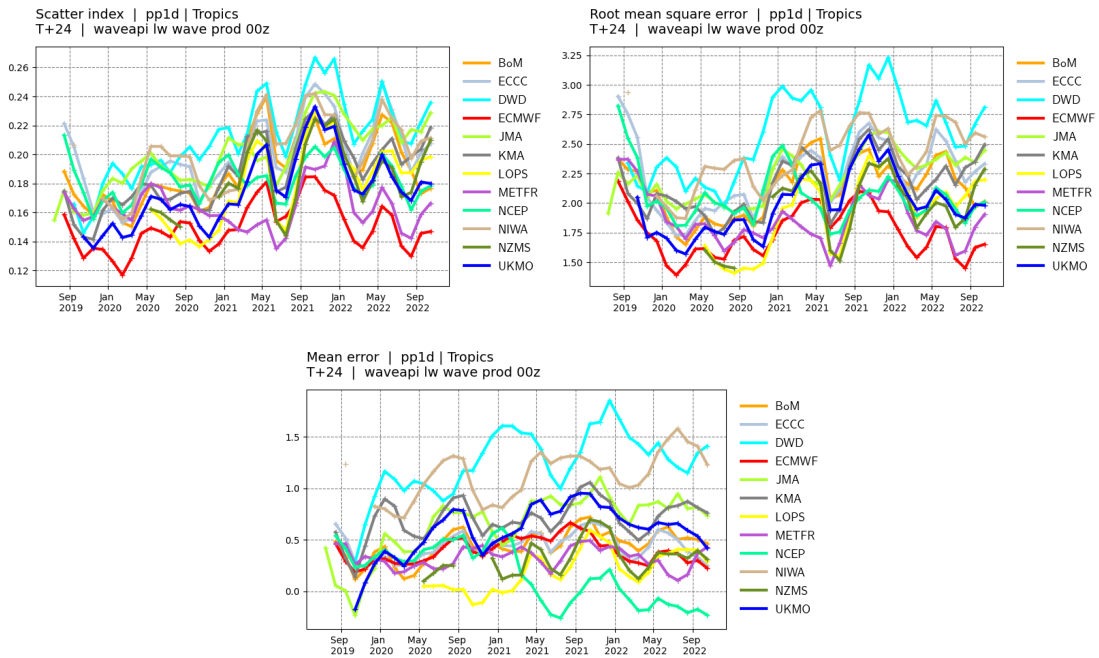 Scatter index | pp1d | Tropics
T+24 | waveapi lw wave prod 00z
0.26
0.24
0.22
0.20
0.18
0.16
0.14
0.12
Sep 2019
Jan 2020
May 2020
Sep 2020
Jan 2021
May 2021
Sep 2021
Jan 2022
May 2022
Sep 2022
BoM
ECCC
DWD
ECMWF
JMA
KMA
LOPS
METFR
NCEP
NIWA
NZMS
UKMO
Root mean square error | pp1d | Tropics
T+24 | waveapi lw wave prod 00z
3.25
3.00
2.75
2.50
2.25
2.00
1.75
1.50
Sep 2019
Jan 2020
May 2020
Sep 2020
Jan 2021
May 2021
Sep 2021
Jan 2022
May 2022
Sep 2022
BoM
ECCC
DWD
ECMWF
JMA
KMA
LOPS
METFR
NCEP
NIWA
NZMS
UKMO
Mean error | pp1d | Tropics
T+24 | waveapi lw wave prod 00z
1.5
1.0
0.5
0.0
Sep 2019
Jan 2020
May 2020
Sep 2020
Jan 2021
May 2021
Sep 2021
Jan 2022
May 2022
Sep 2022
BoM
ECCC
DWD
ECMWF
JMA
KMA
LOPS
METFR
NCEP
NIWA
NZMS
UKMO